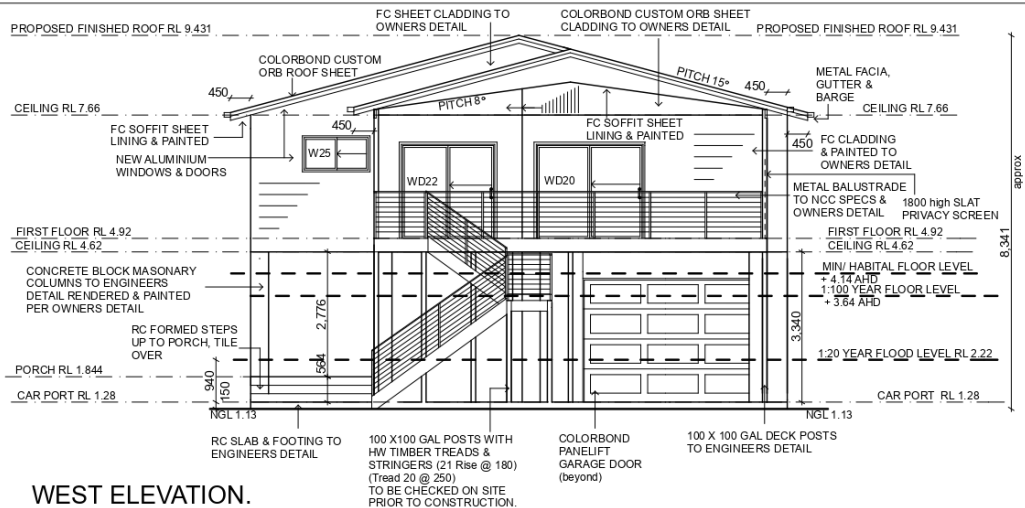 PROPOSED FINISHED ROOF RL 9.431
FC SHEET CLADDING TO
OWNERS DETAIL
COLORBOND CUSTOM ORB SHEET
CLADDING TO OWNERS DETAIL
PROPOSED FINISHED ROOF RL 9.431
COLORBOND CUSTOM
ORB ROOF SHEET
PITCH 15°
METAL FACIA,
GUTTER &
BARGE
450
450
PITCH 8°
CEILING RL 7.66
CEILING RL 7.66
FC SOFFIT SHEET
LINING & PAINTED
450
FC SOFFIT SHEET
LINING & PAINTED
450
FC CLADDING
& PAINTED TO
OWNERS DETAIL
NEW ALUMINIUM
WINDOWS & DOORS
W25
WD22
WD20
METAL BALUSTRADE
TO NCC SPECS &
OWNERS DETAIL
1800 high SLAT
PRIVACY SCREEN
approx
8,341
FIRST FLOOR RL 4.92
CEILING RL 4.62
FIRST FLOOR RL 4.92
CEILING RL 4.62
CONCRETE BLOCK MASONARY
COLUMNS TO ENGINEERS
DETAIL RENDERED & PAINTED
PER OWNERS DETAIL
MIN/ HABITAL FLOOR LEVEL
+ 4.14 AHD
1:100 YEAR FLOOR LEVEL
+ 3.64 AHD
2,776
3,340
RC FORMED STEPS
UP TO PORCH, TILE
OVER
564
1:20 YEAR FLOOD LEVEL RL 2.22
PORCH RL 1.844
940
150
CAR PORT RL 1.28
CAR PORT RL 1.28
NGL 1.13
NGL 1.13
RC SLAB & FOOTING TO
ENGINEERS DETAIL
100 X100 GAL POSTS WITH
HW TIMBER TREADS &
STRINGERS (21 Rise @ 180)
(Tread 20 @ 250)
TO BE CHECKED ON SITE
PRIOR TO CONSTRUCTION.
COLORBOND
PANELIFT
GARAGE DOOR
(beyond)
100 X 100 GAL DECK POSTS
TO ENGINEERS DETAIL
WEST ELEVATION.